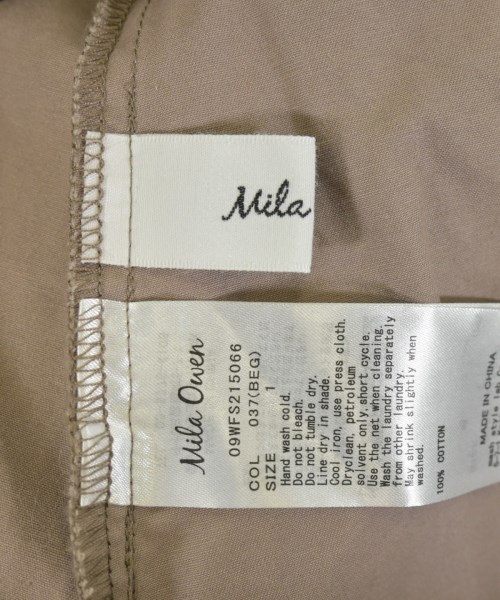 Mila
Mila Owen
09WFS215066
COL 037(BEG)
SIZE 1
Hand wash cold.
Do not bleach.
Do not tumble dry.
Line dry in shade.
Cool iron, use press cloth.
Dryclean, petroleum
solvent only, short cycle.
Use the net when cleaning.
Wash the laundry separately
from other laundry.
May shrink slightly when
washed.
100% COTTON
MADE IN CHINA